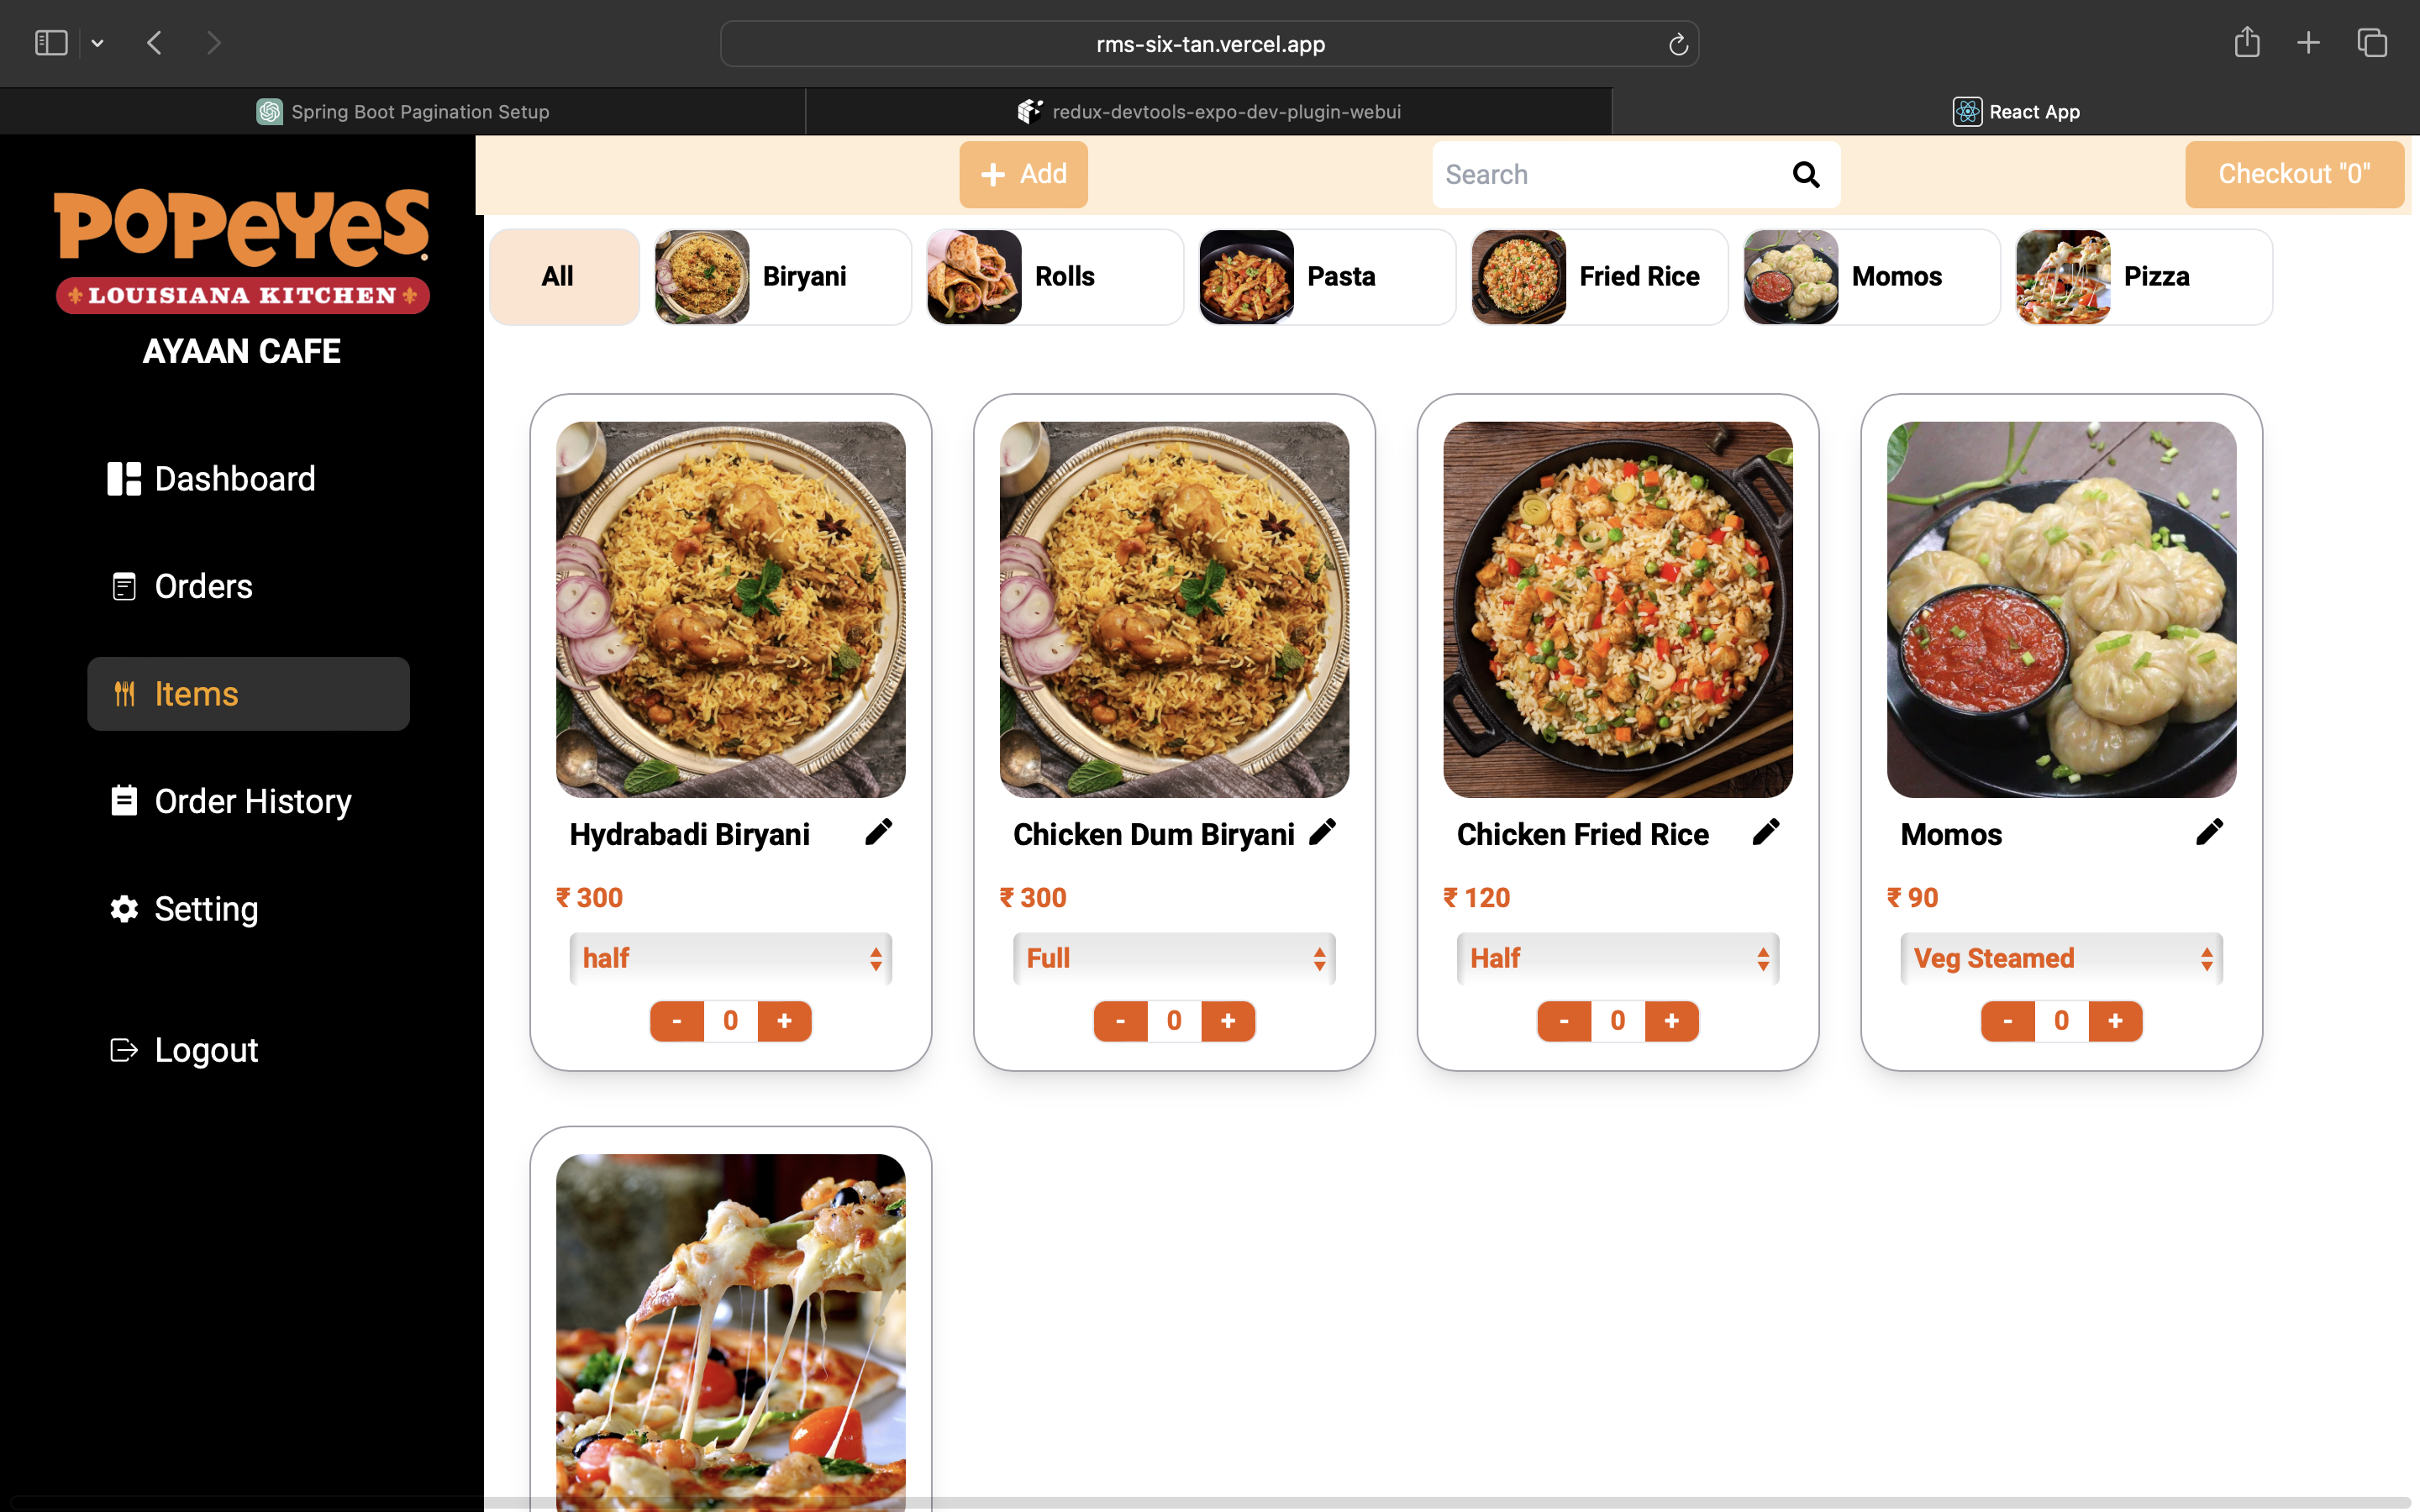 rms-six-tan.vercel.app
Spring Boot Pagination Setup
redux-devtools-expo-dev-plugin-webui
React App
POPEYES
LOUISIANA KITCHEN
AYAAN CAFE
Dashboard
Orders
Items
Order History
Setting
Logout
+ Add
Search
Checkout "0"
All
Biryani
Rolls
Pasta
Fried Rice
Momos
Pizza
Hydrabadi Biryani
₹ 300
half
- 0 +
Chicken Dum Biryani
₹ 300
Full
- 0 +
Chicken Fried Rice
₹ 120
Half
- 0 +
Momos
₹ 90
Veg Steamed
- 0 +